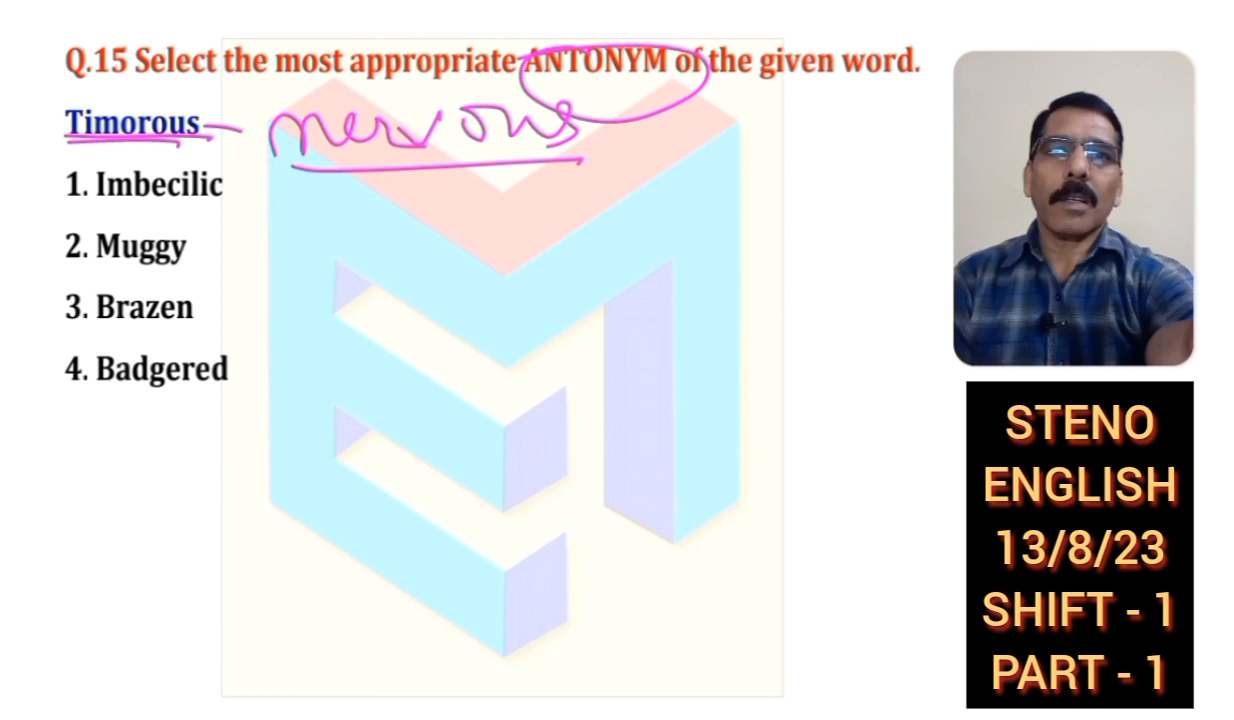 Q.15 Select the most appropriate ANTONYM of the given word.
Timorous - nervous
1. Imbecilic
2. Muggy
3. Brazen
4. Badgered
STENO
ENGLISH
13/8/23
SHIFT - 1
PART - 1